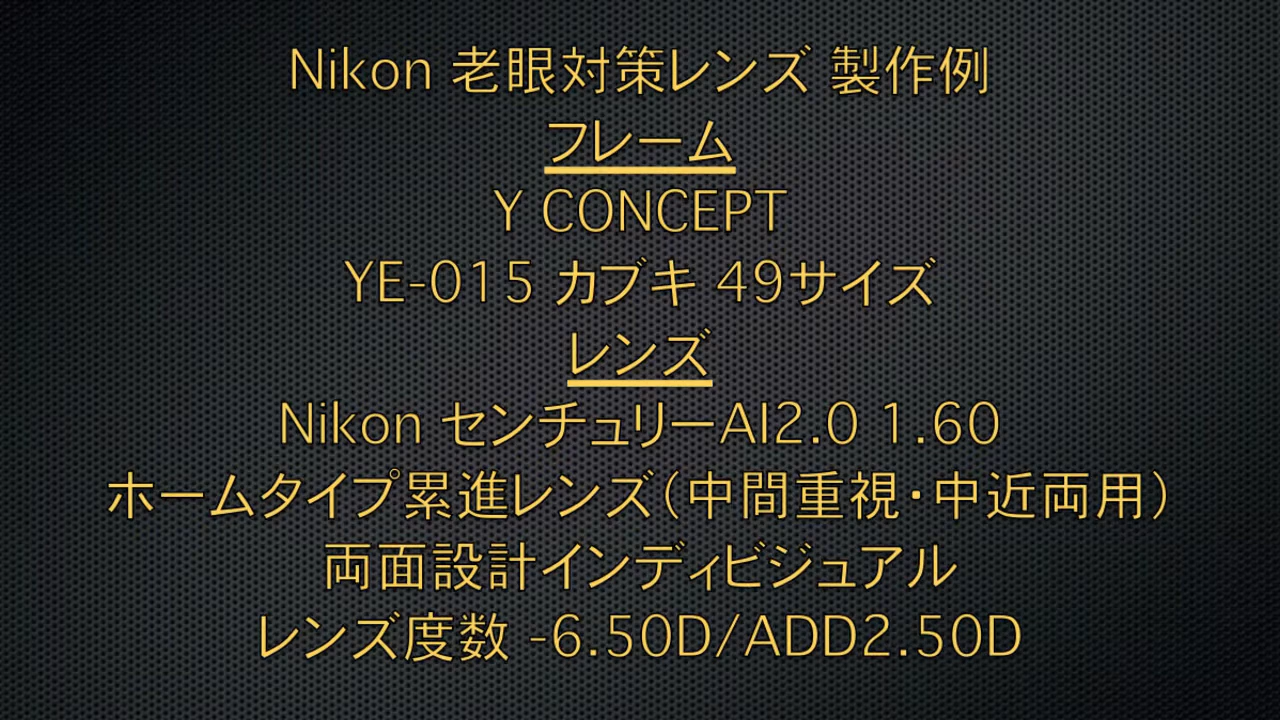 Nikon 老眼対策レンズ 製作例
フレーム
Y CONCEPT
YE-015 カブキ 49サイズ
レンズ
Nikon センチュリーAI2.0 1.60
ホームタイプ累進レンズ（中間重視・中近両用）
両面設計インディビジュアル
レンズ度数 -6.50D/ADD2.50D